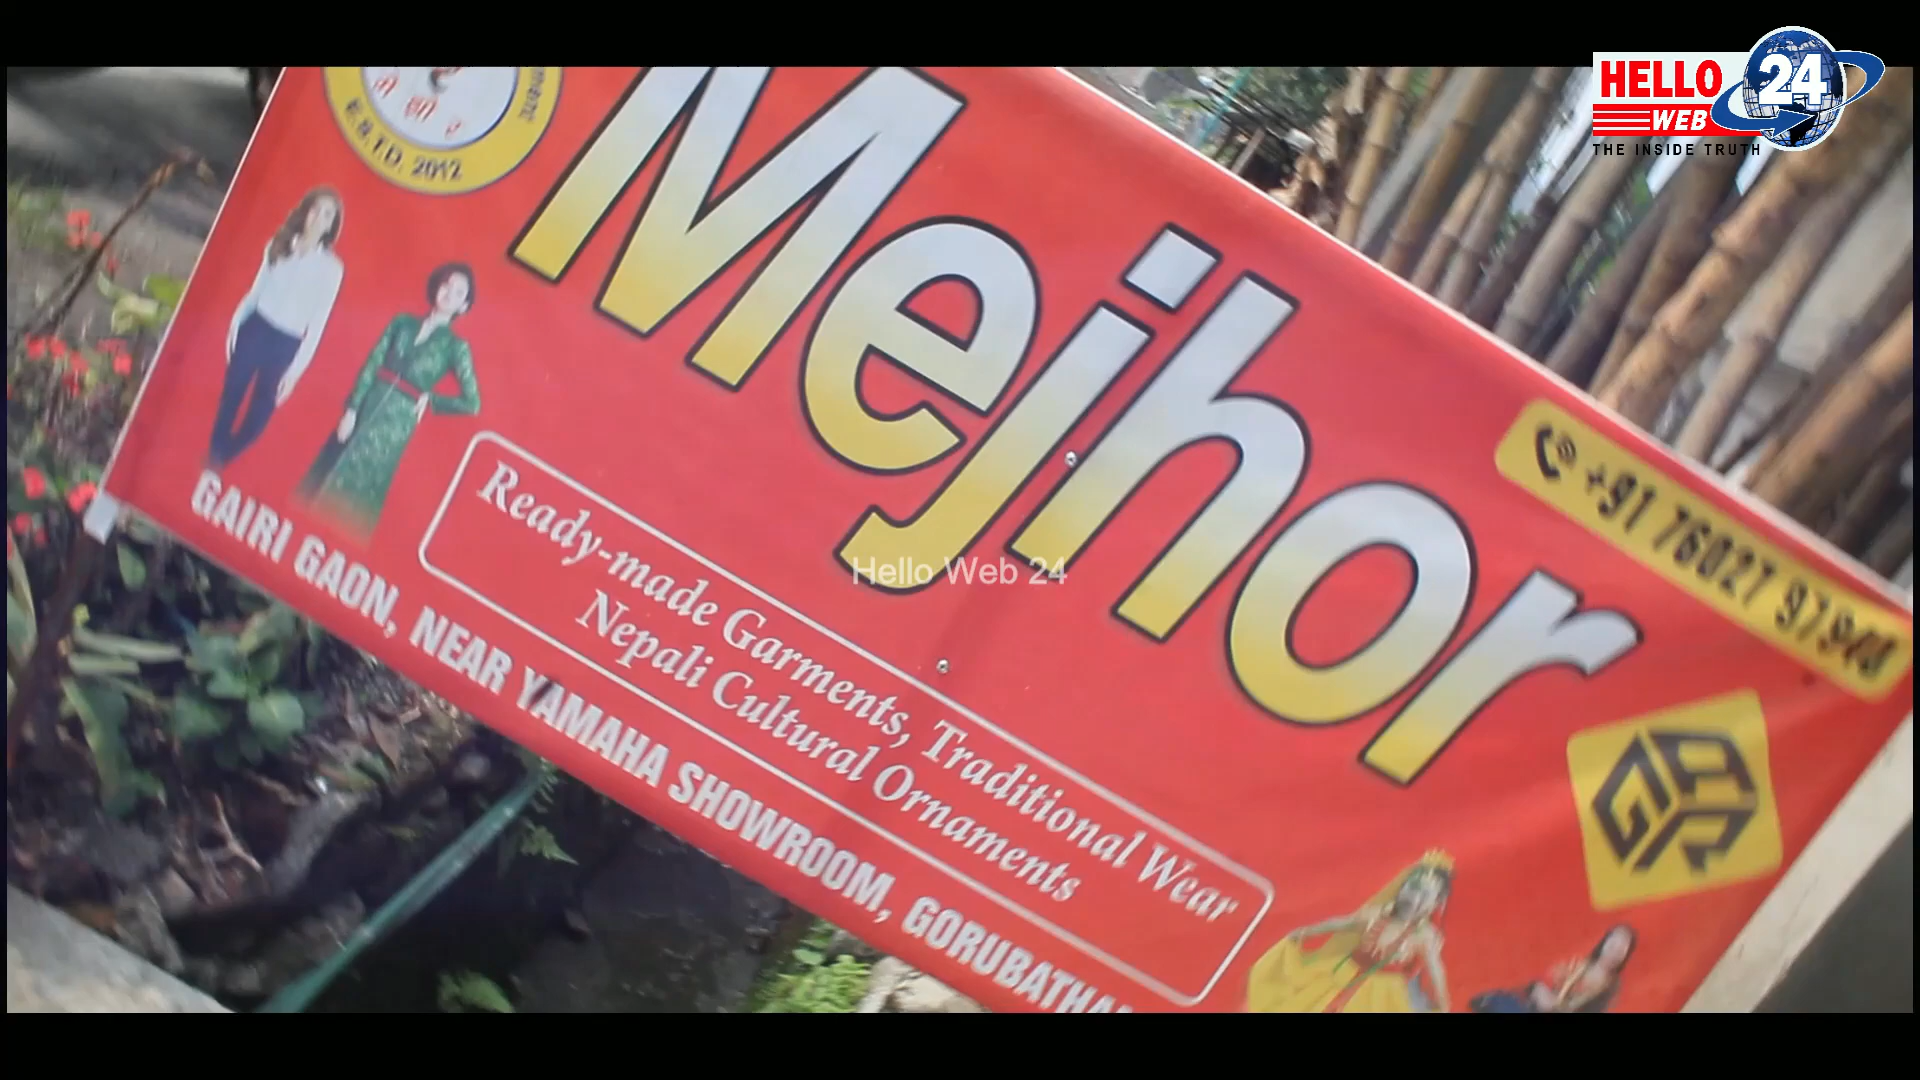 HELLO
24
WEB
THE INSIDE TRUTH
E.S.T.D. 2012
Mejhor
+91 76027 97948
Ready-made Garments, Traditional Wear
Nepali Cultural Ornaments
GAIRI GAON, NEAR YAMAHA SHOWROOM, GORUBATHAN
Hello Web 24